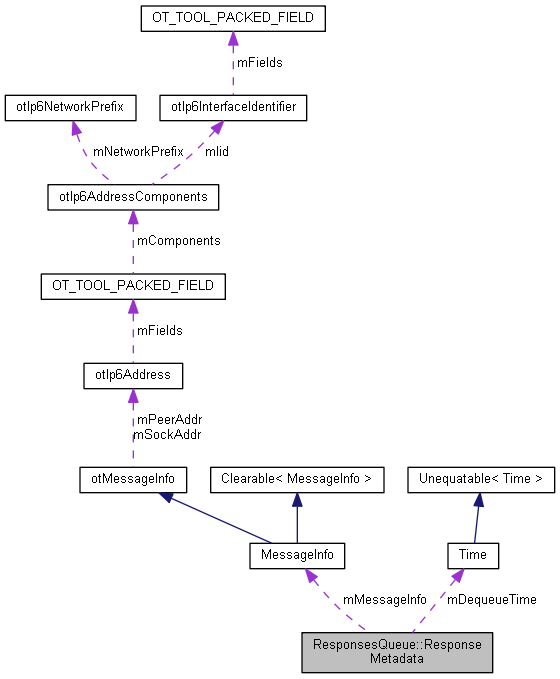 OT_TOOL_PACKED_FIELD
mFields
otIp6NetworkPrefix
otIp6InterfaceIdentifier
mNetworkPrefix
mIid
otIp6AddressComponents
mComponents
OT_TOOL_PACKED_FIELD
mFields
otIp6Address
mPeerAddr
mSockAddr
otMessageInfo
Clearable< MessageInfo >
Unequatable< Time >
MessageInfo
Time
mMessageInfo
mDequeueTime
ResponsesQueue::Response
Metadata